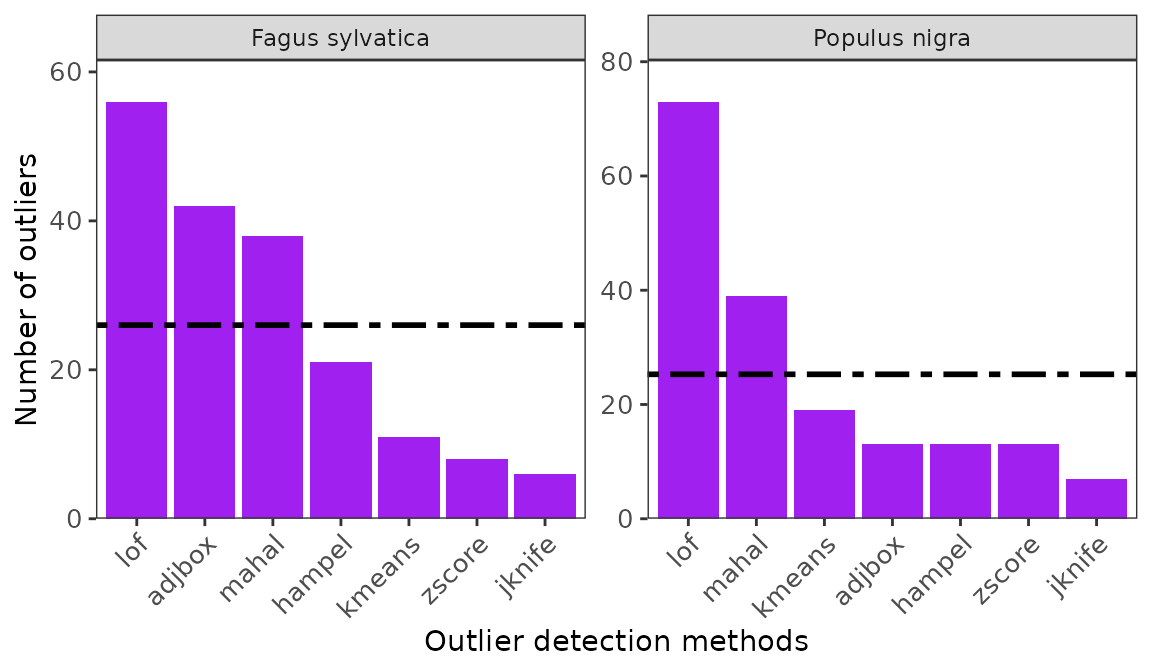 Fagus sylvatica
Populus nigra
Number of outliers
60
40
20
0
80
60
40
20
0
lof
adjbox
mahal
hampel
kmeans
zscore
jknife
lof
mahal
kmeans
adjbox
hampel
zscore
jknife
Outlier detection methods